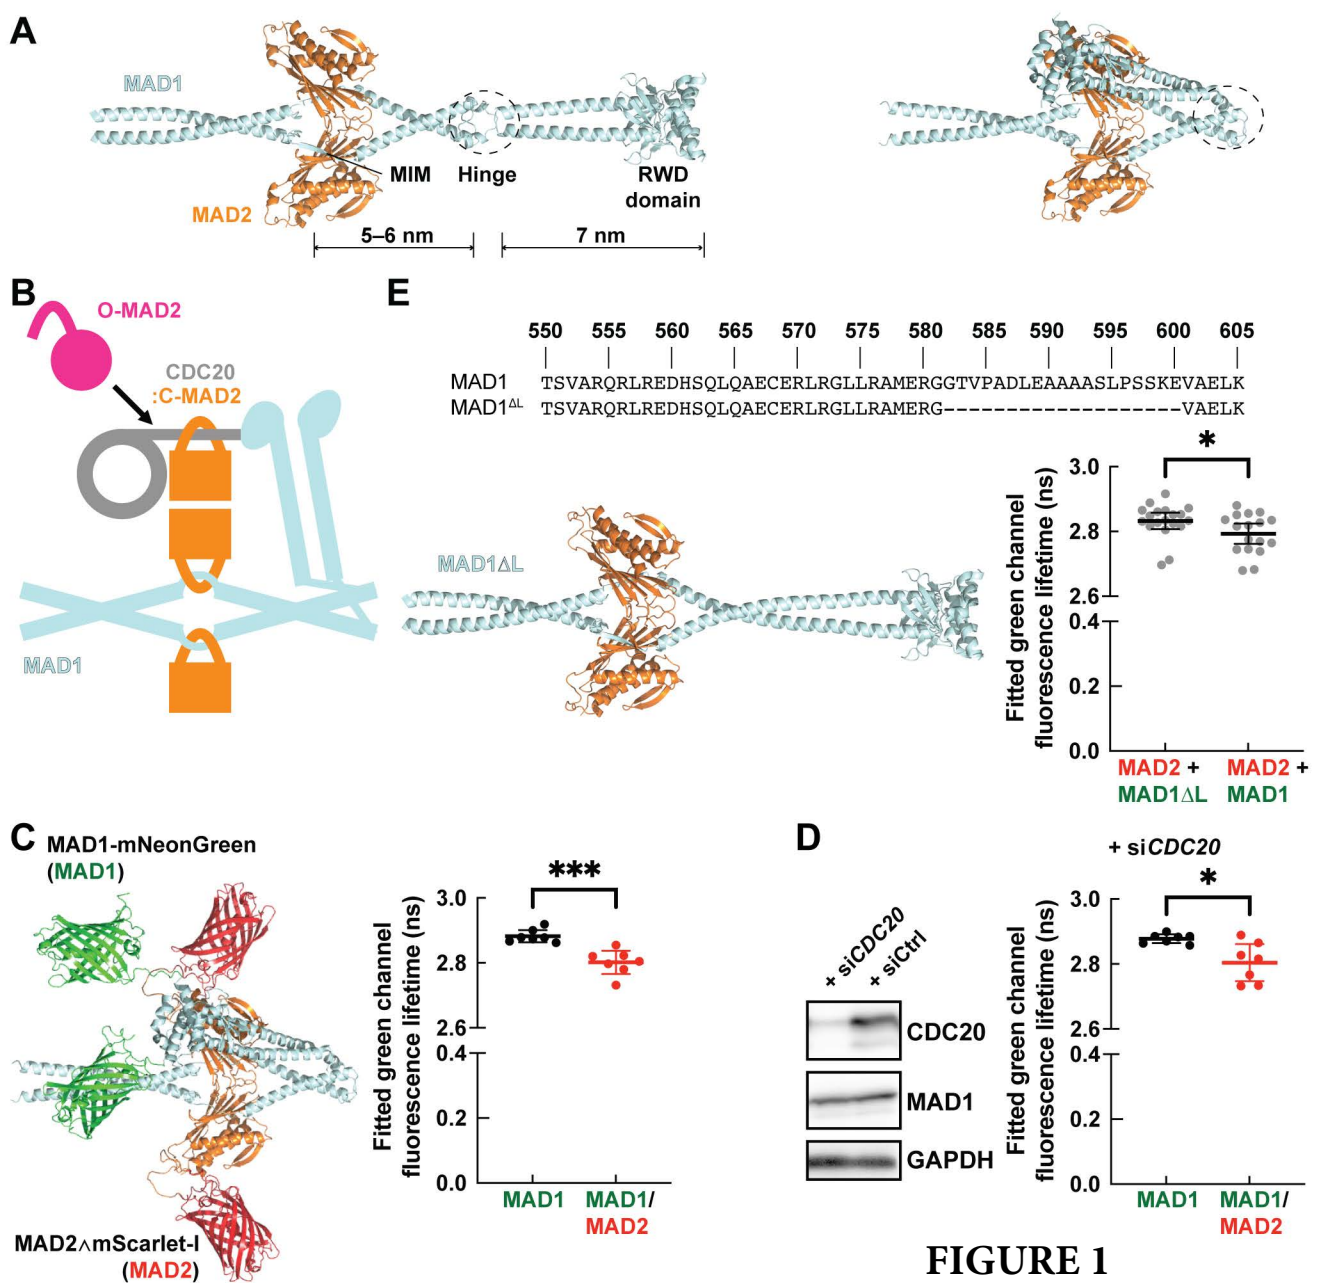 A
MAD1
MIM
Hinge
RWD
domain
MAD2
5–6 nm
7 nm
B
O-MAD2
CDC20
:C-MAD2
MAD1
E
550 555 560 565 570 575 580 585 590 595 600 605
MAD1 TSVARQRLREDHSQLQAECERLRGLLRAMERGGTVPADLEAAAASLPSSKEVAELK
MAD1ΔL TSVARQRLREDHSQLQAECERLRGLLRAMERG-------------------VAELK
MAD1ΔL
Fitted green channel
fluorescence lifetime (ns)
3.0
2.8
2.6
0.4
0.2
0.0
*
MAD2 + MAD2 +
MAD1ΔL MAD1
C
MAD1-mNeonGreen
(MAD1)
MAD2∧mScarlet-I
(MAD2)
Fitted green channel
fluorescence lifetime (ns)
3.0
2.8
2.6
0.4
0.2
0.0
***
MAD1 MAD1/
MAD2
D
+ siCDC20
+ siCtrl
CDC20
MAD1
GAPDH
+ siCDC20
Fitted green channel
fluorescence lifetime (ns)
3.0
2.8
2.6
0.4
0.2
0.0
*
MAD1 MAD1/
MAD2
FIGURE 1